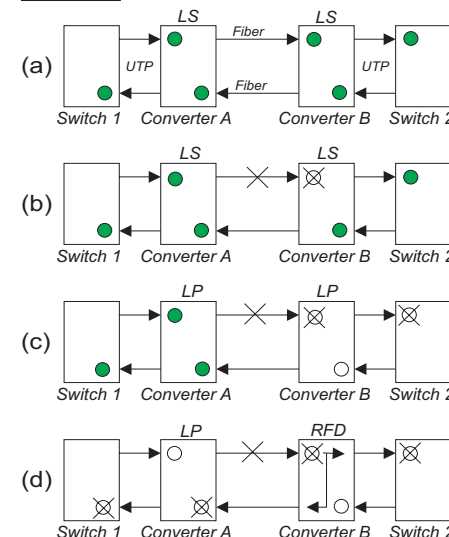 LS LS
(a) Fiber
UTP UTP
Fiber
Switch 1 Converter A Converter B Switch 2
LS LS
(b)
Switch 1 Converter A Converter B Switch 2
LP LP
(c)
Switch 1 Converter A Converter B Switch 2
LP RFD
(d)
Switch 1 Converter A Converter B Switch 2